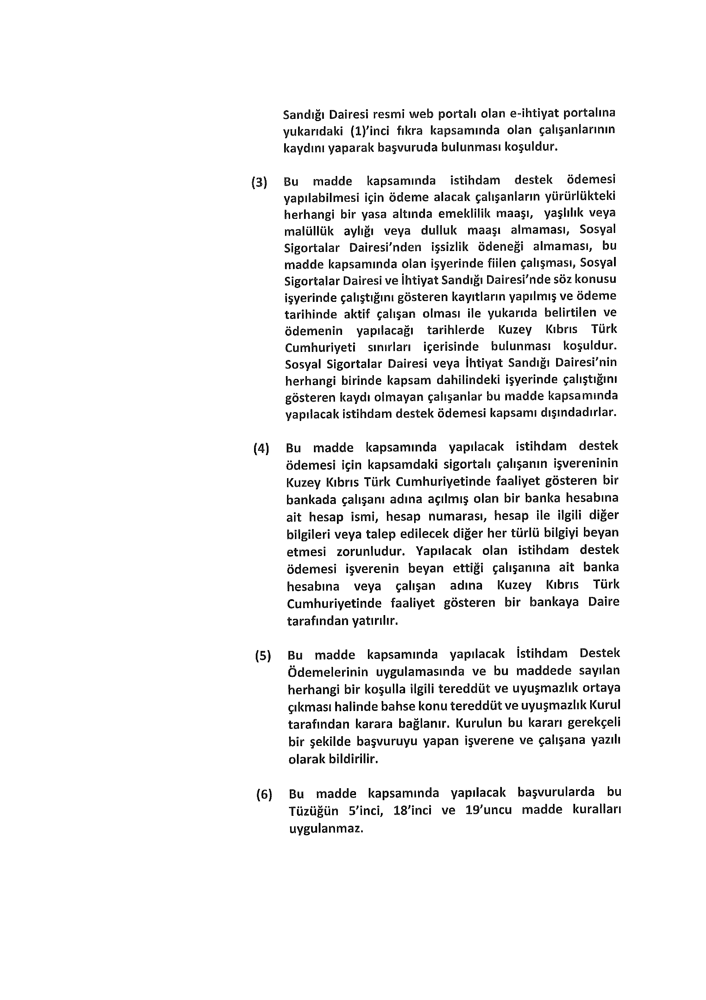 Sandığı Dairesi resmi web portalı olan e-ihtiyat portalına
yukarıdaki (1)'inci fıkra kapsamında olan çalışanlarının
kaydını yaparak başvuruda bulunması koşuldur.
(3) Bu madde kapsamında istihdam destek ödemesi
yapılabilmesi için ödeme alacak çalışanların yürürlükteki
herhangi bir yasa altında emeklilik maaşı, yaşlılık veya
malüllük aylığı veya dulluk maaşı almaması, Sosyal
Sigortalar Dairesi'nden işsizlik ödeneği almaması, bu
madde kapsamında olan işyerinde fiilen çalışması, Sosyal
Sigortalar Dairesi ve İhtiyat Sandığı Dairesi'nde söz konusu
işyerinde çalıştığını gösteren kayıtların yapılmış ve ödeme
tarihinde aktif çalışan olması ile yukarıda belirtilen ve
ödemenin yapılacağı tarihlerde Kuzey Kıbrıs Türk
Cumhuriyeti sınırları içerisinde bulunması koşuldur.
Sosyal Sigortalar Dairesi veya İhtiyat Sandığı Dairesi'nin
herhangi birinde kapsam dahilindeki işyerinde çalıştığını
gösteren kaydı olmayan çalışanlar bu madde kapsamında
yapılacak istihdam destek ödemesi kapsamı dışındadırlar.
(4) Bu madde kapsamında yapılacak istihdam destek
ödemesi için kapsamdaki sigortalı çalışanın işvereninin
Kuzey Kıbrıs Türk Cumhuriyetinde faaliyet gösteren bir
bankada çalışanı adına açılmış olan bir banka hesabına
ait hesap ismi, hesap numarası, hesap ile ilgili diğer
bilgileri veya talep edilecek diğer her türlü bilgiyi beyan
etmesi zorunludur. Yapılacak olan istihdam destek
ödemesi işverenin beyan ettiği çalışanına ait banka
hesabına veya çalışan adına Kuzey Kıbrıs Türk
Cumhuriyetinde faaliyet gösteren bir bankaya Daire
tarafından yatırılır.
(5) Bu madde kapsamında yapılacak İstihdam Destek
Ödemelerinin uygulamasında ve bu maddede sayılan
herhangi bir koşulla ilgili tereddüt ve uyuşmazlık ortaya
çıkması halinde bahse konu tereddüt ve uyuşmazlık Kurul
tarafından karara bağlanır. Kurulun bu kararı gerekçeli
bir şekilde başvuruyu yapan işverene ve çalışana yazılı
olarak bildirilir.
(6) Bu madde kapsamında yapılacak başvurularda bu
Tüzüğün 5'inci, 18'inci ve 19'uncu madde kuralları
uygulanmaz.